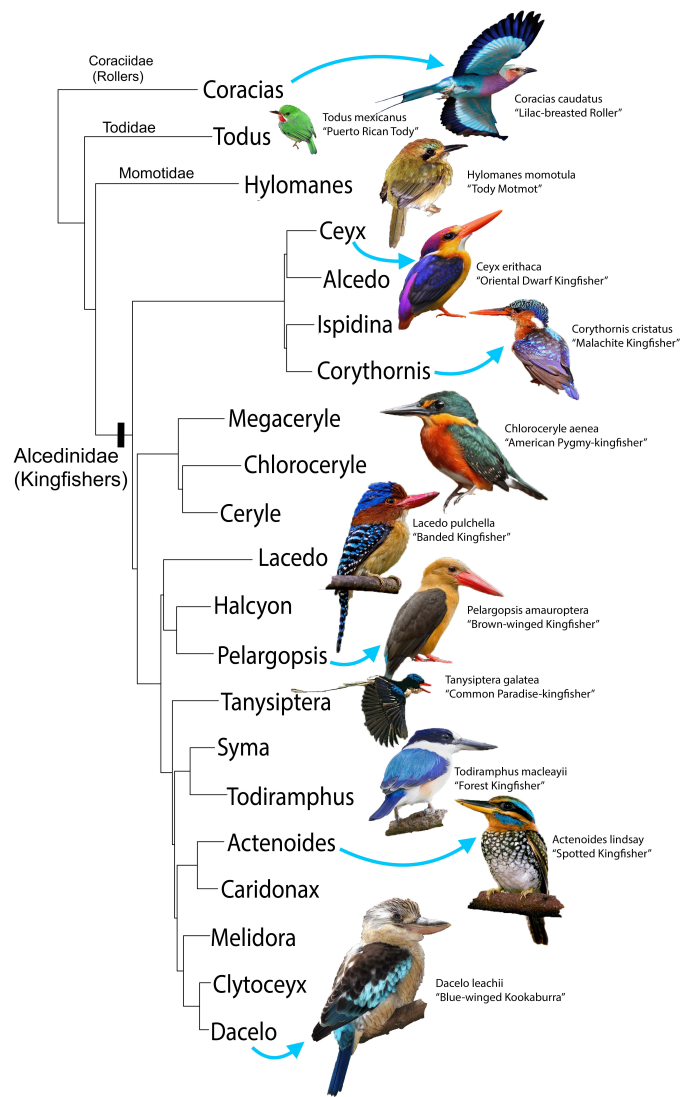 Coraciidae
(Rollers)
Coracias
Coracias caudatus
“Lilac-breasted Roller”
Todidae
Todus
Todus mexicanus
“Puerto Rican Tody”
Momotidae
Hylomanes
Hylomanes momotula
“Tody Motmot”
Ceyx
Ceyx erithaca
“Oriental Dwarf Kingfisher”
Alcedo
Ispidina
Corythornis cristatus
“Malachite Kingfisher”
Corythornis
Megaceryle
Chloroceryle aenea
“American Pygmy-kingfisher”
Alcedinidae
(Kingfishers)
Chloroceryle
Ceryle
Lacedo pulchella
“Banded Kingfisher”
Lacedo
Halcyon
Pelargopsis amauroptera
“Brown-winged Kingfisher”
Pelargopsis
Tanysiptera galatea
“Common Paradise-kingfisher”
Tanysiptera
Syma
Todiramphus macleayii
“Forest Kingfisher”
Todiramphus
Actenoides
Actenoides lindsay
“Spotted Kingfisher”
Caridonax
Melidora
Clytoceyx
Dacelo leachii
“Blue-winged Kookaburra”
Dacelo